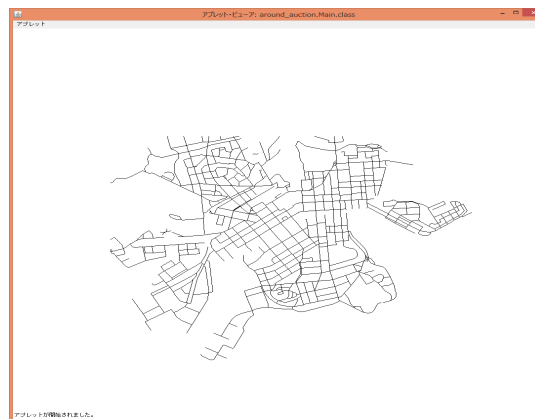 アプレット・ビューア: around_auction.Main.class
アプレット
アプレットが開始されました。